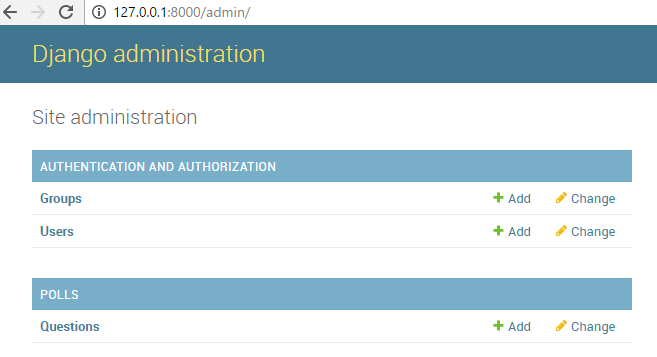 127.0.0.1:8000/admin/
Django administration
Site administration
AUTHENTICATION AND AUTHORIZATION
Groups Add Change
Users Add Change
POLLS
Questions Add Change